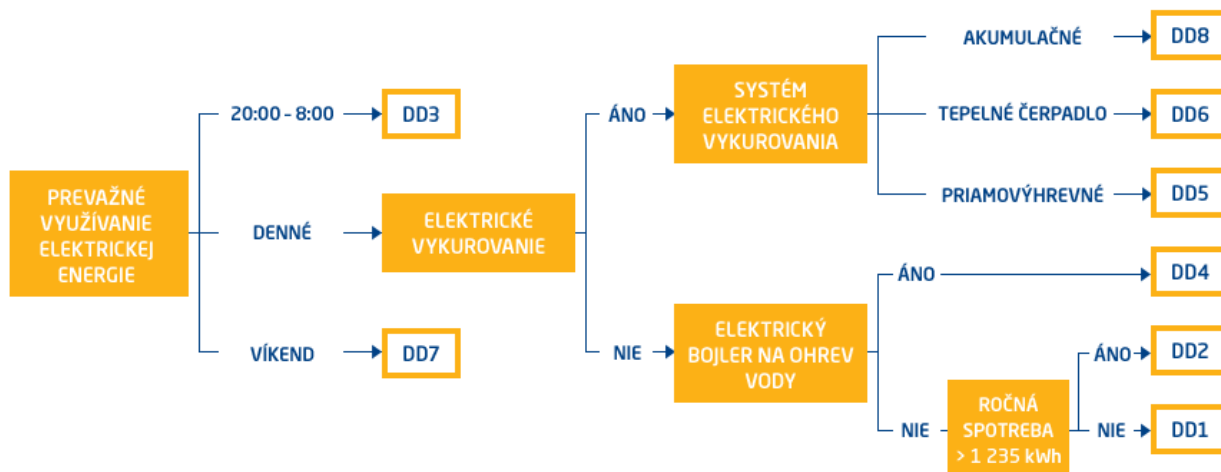 PREVAŽNÉ
VYUŽÍVANIE
ELEKTRICKEJ
ENERGIE
20:00 – 8:00
DD3
DENNÉ
VÍKEND
DD7
ELEKTRICKÉ
VYKUROVANIE
ÁNO
NIE
SYSTÉM
ELEKTRICKÉHO
VYKUROVANIA
AKUMULAČNÉ
DD8
TEPELNÉ ČERPADLO
DD6
PRIAMOVÝHREVNÉ
DD5
ELEKTRICKÝ
BOJLER NA OHREV
VODY
ÁNO
DD4
NIE
ROČNÁ
SPOTREBA
> 1 235 kWh
ÁNO
DD2
NIE
DD1